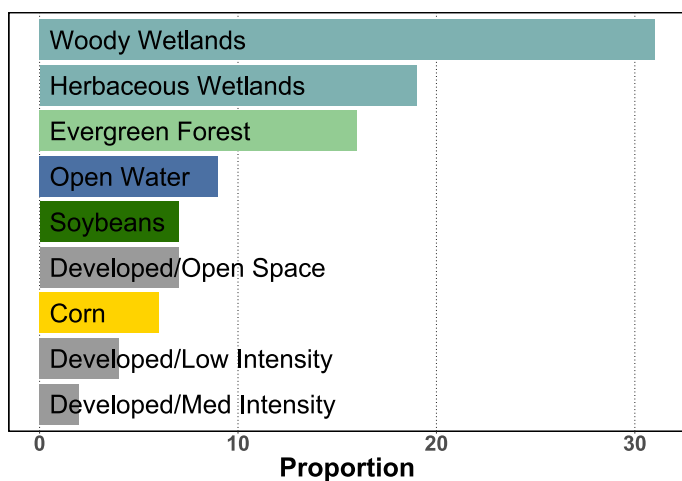 Woody Wetlands
Herbaceous Wetlands
Evergreen Forest
Open Water
Soybeans
Developed/Open Space
Corn
Developed/Low Intensity
Developed/Med Intensity
0 10 20 30
Proportion